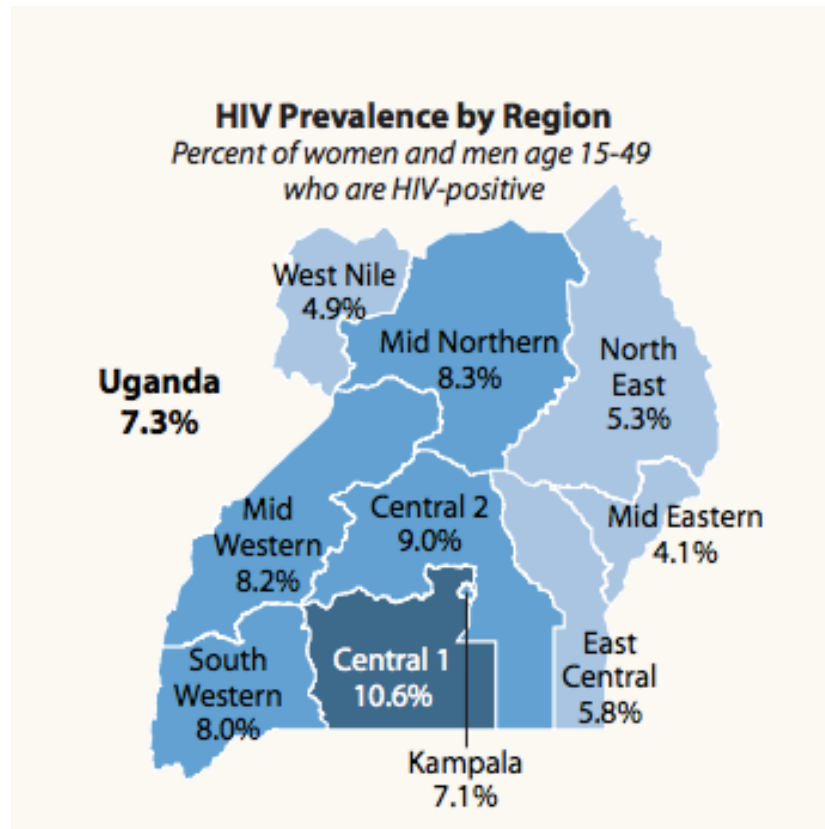 HIV Prevalence by Region
Percent of women and men age 15-49
who are HIV-positive
West Nile
4.9%
Mid Northern
8.3%
North
East
5.3%
Uganda
7.3%
Mid
Western
8.2%
Central 2
9.0%
Mid Eastern
4.1%
South
Western
8.0%
Central 1
10.6%
East
Central
5.8%
Kampala
7.1%